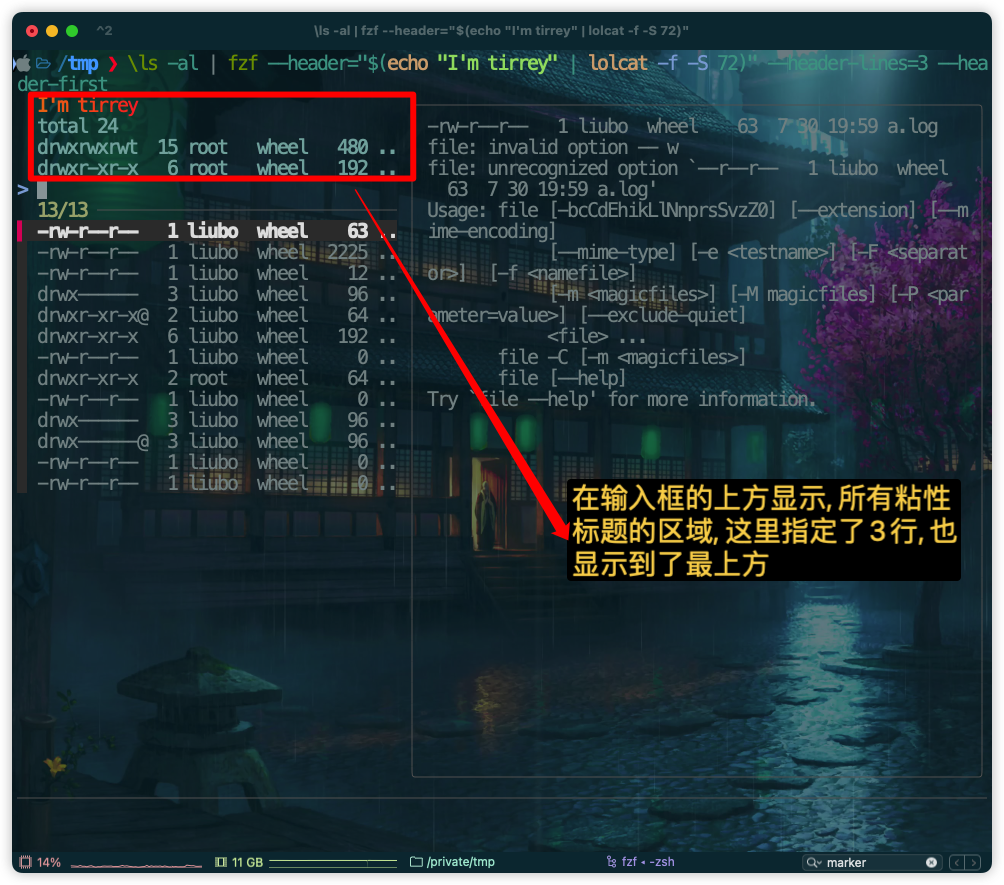 ⌃2
\ls -al | fzf --header="$(echo "I'm tirrey" | lolcat -f -S 72)"
/tmp ❯ \ls -al | fzf --header="$(echo "I'm tirrey" | lolcat -f -S 72)" --header-lines=3 --hea
der-first
I'm tirrey
total 24
drwxrwxrwt 15 root wheel 480 ..
drwxr-xr-x 6 root wheel 192 ..
>
13/13
-rw-r--r-- 1 liubo wheel 63 ..
-rw-r--r-- 1 liubo wheel 2225 ..
-rw-r--r-- 1 liubo wheel 12 ..
drwx------ 3 liubo wheel 96 ..
drwxr-xr-x@ 2 liubo wheel 64 ..
drwxr-xr-x 6 liubo wheel 192 ..
-rw-r--r-- 1 liubo wheel 0 ..
drwxr-xr-x 2 root wheel 64 ..
-rw-r--r-- 1 liubo wheel 0 ..
drwx------ 3 liubo wheel 96 ..
drwx------@ 3 liubo wheel 96 ..
-rw-r--r-- 1 liubo wheel 0 ..
-rw-r--r-- 1 liubo wheel 0 ..
-rw-r--r-- 1 liubo wheel 63 7 30 19:59 a.log
file: invalid option -- w
file: unrecognized option `-rw-r--r-- 1 liubo wheel
63 7 30 19:59 a.log'
Usage: file [-bcCdEhikLlNnprsSvzZ0] [--extension] [--m
ime-encoding]
[--mime-type] [-e <testname>] [-F <separat
or>] [-f <namefile>]
[-m <magicfiles>] [-M magicfiles] [-P <par
ameter=value>] [--exclude-quiet]
<file> ...
file -C [-m <magicfiles>]
file [--help]
Try `file --help' for more information.
在输入框的上方显示, 所有粘性
标题的区域, 这里指定了3行, 也
显示到了最上方
14%
11 GB
/private/tmp
fzf ◂ -zsh
marker